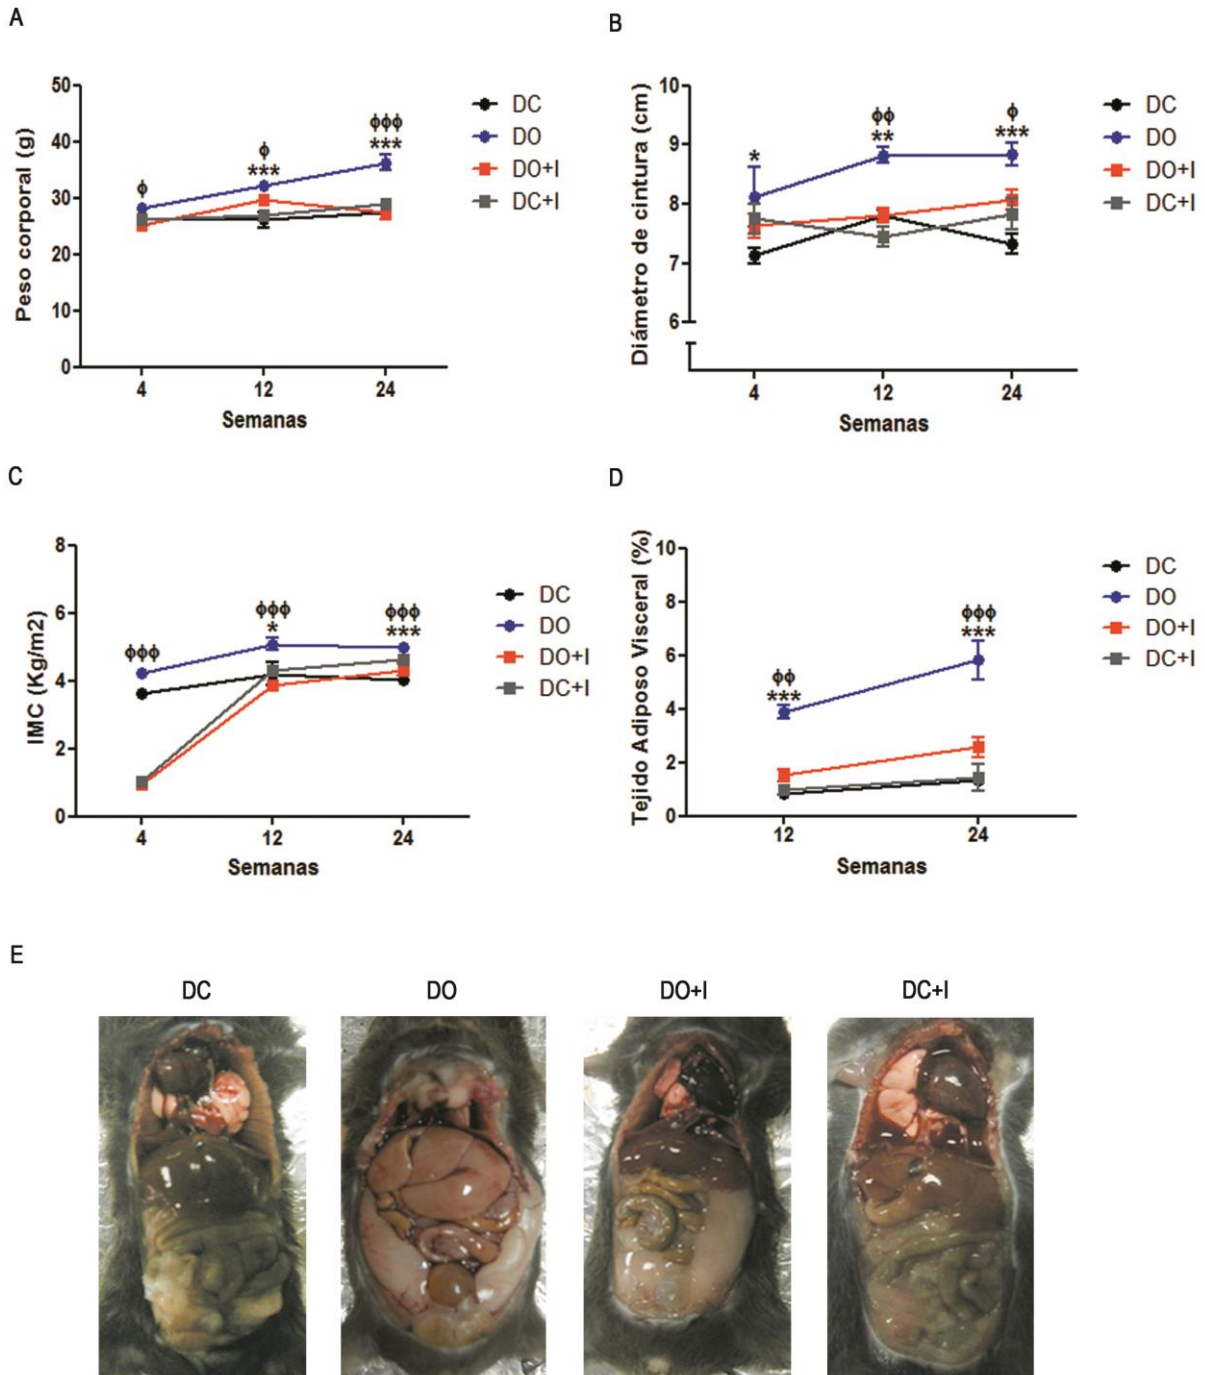 A
B
Peso corporal (g)
50
40
30
20
10
0
ϕ
ϕ
***
ϕϕϕ
***
4
12
24
Semanas
DC
DO
DO+I
DC+I
Diámetro de cintura (cm)
10
9
8
7
6
*
ϕϕ
**
ϕ
***
4
12
24
Semanas
DC
DO
DO+I
DC+I
C
D
IMC (Kg/m2)
8
6
4
2
0
ϕϕϕ
ϕϕϕ
*
ϕϕϕ
***
4
12
24
Semanas
DC
DO
DO+I
DC+I
Tejido Adiposo Visceral (%)
10
8
6
4
2
0
ϕϕ
***
ϕϕϕ
***
12
24
Semanas
DC
DO
DO+I
DC+I
E
DC
DO
DO+I
DC+I